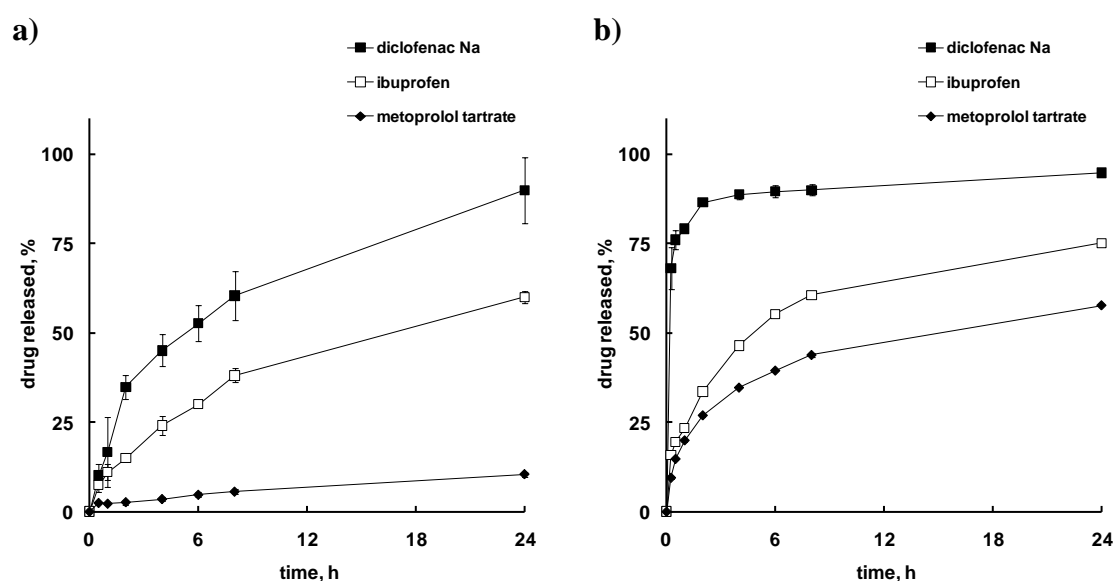 a)
diclofenac Na
ibuprofen
metoprolol tartrate
100
75
50
25
0
drug released, %
0 6 12 18 24
time, h
b)
diclofenac Na
ibuprofen
metoprolol tartrate
100
75
50
25
0
drug released, %
0 6 12 18 24
time, h